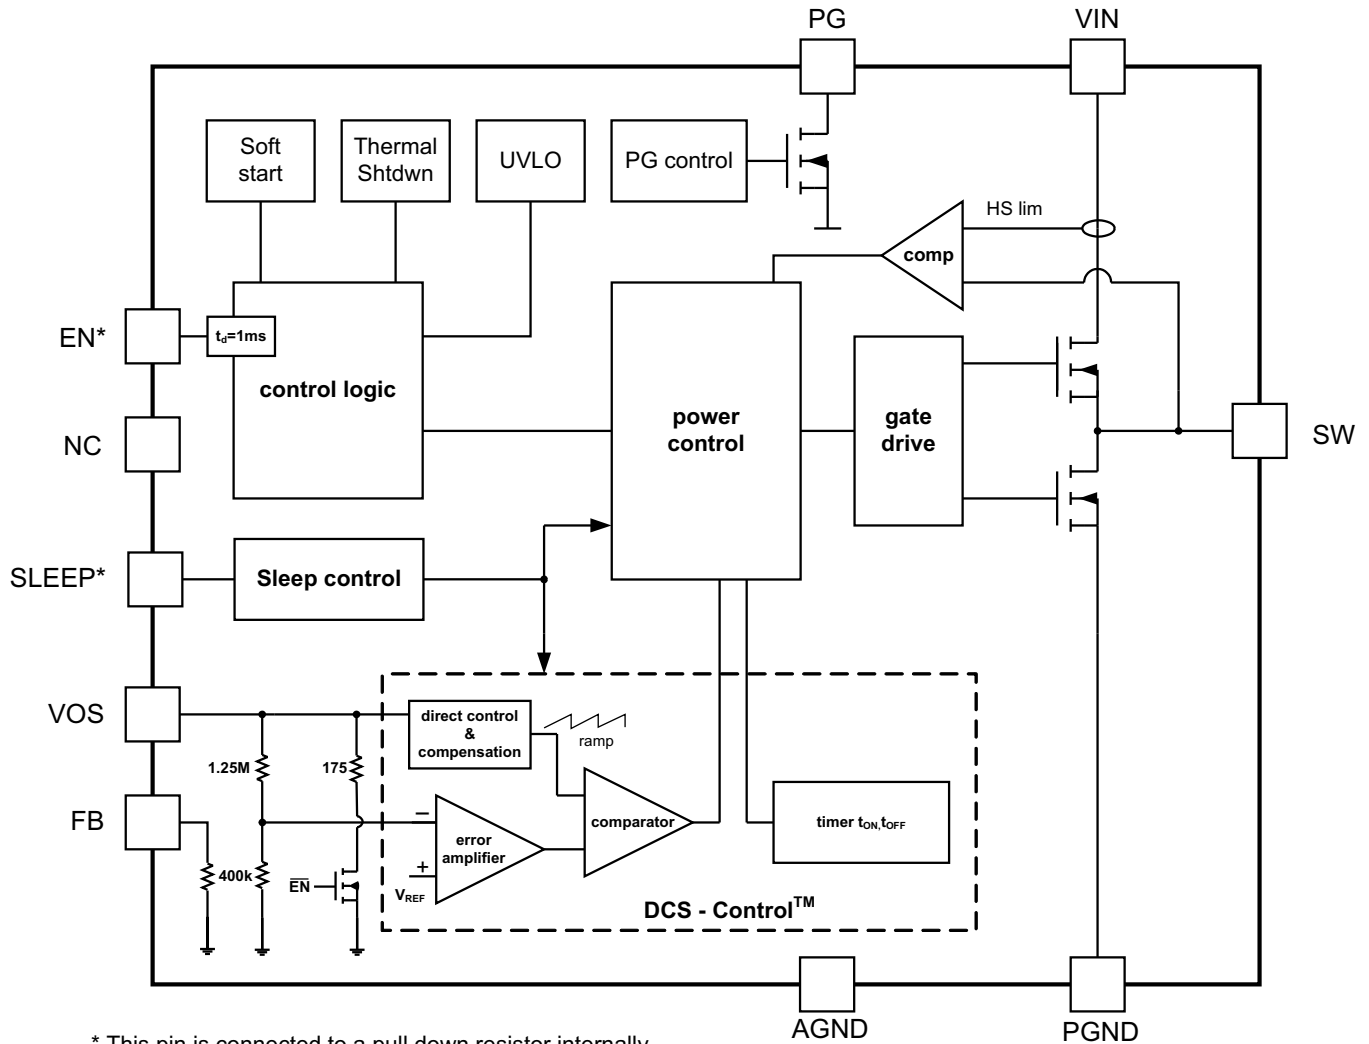 PG
VIN
Soft
start
Thermal
Shtdwn
UVLO
PG control
HS lim
comp
EN*
td=1ms
control logic
power
control
gate
drive
NC
SW
SLEEP*
Sleep control
VOS
direct control
&
compensation
ramp
1.25M
175
FB
comparator
timer tON,tOFF
error
amplifier
400k
EN
VREF
DCS - Control™
AGND
PGND
* This pin is connected to a pull down resistor internally